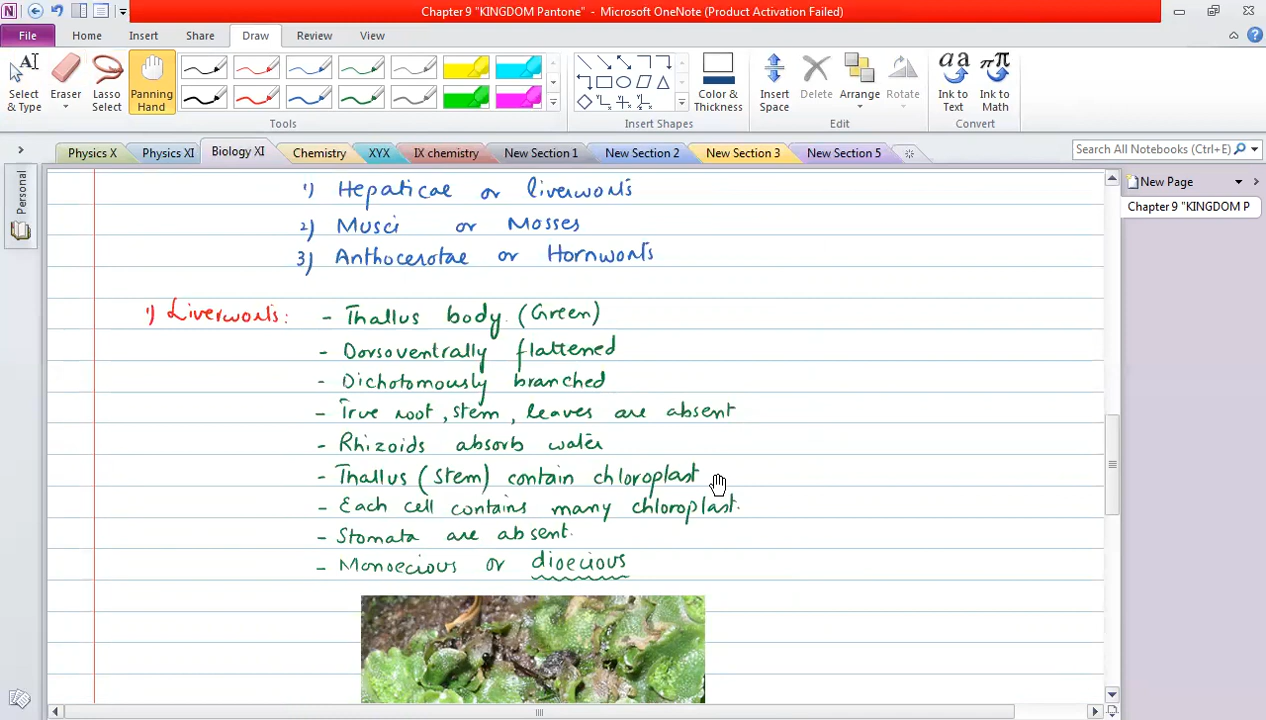 Chapter 9 "KINGDOM Pantone" - Microsoft OneNote (Product Activation Failed)
File Home Insert Share Draw Review View
Select & Type
Eraser
Lasso Select
Panning Hand
Color & Thickness
Insert Space
Delete
Arrange
Rotate
Ink to Text
Ink to Math
Tools Insert Shapes Edit Convert
Physics X Physics XI Biology XI Chemistry XYX IX chemistry New Section 1 New Section 2 New Section 3 New Section 5 Search All Notebooks (Ctrl+E)
Personal
New Page
Chapter 9 "KINGDOM P
1) Hepaticae or liverworts
2) Musci or Mosses
3) Anthocerotae or Hornworts
1) Liverworts: - Thallus body (Green)
- Dorsoventrally flattened
- Dichotomously branched
- True root, stem, leaves are absent
- Rhizoids absorb water
- Thallus (Stem) contain chloroplast
- Each cell contains many chloroplast.
- Stomata are absent.
- Monoecious or dioecious